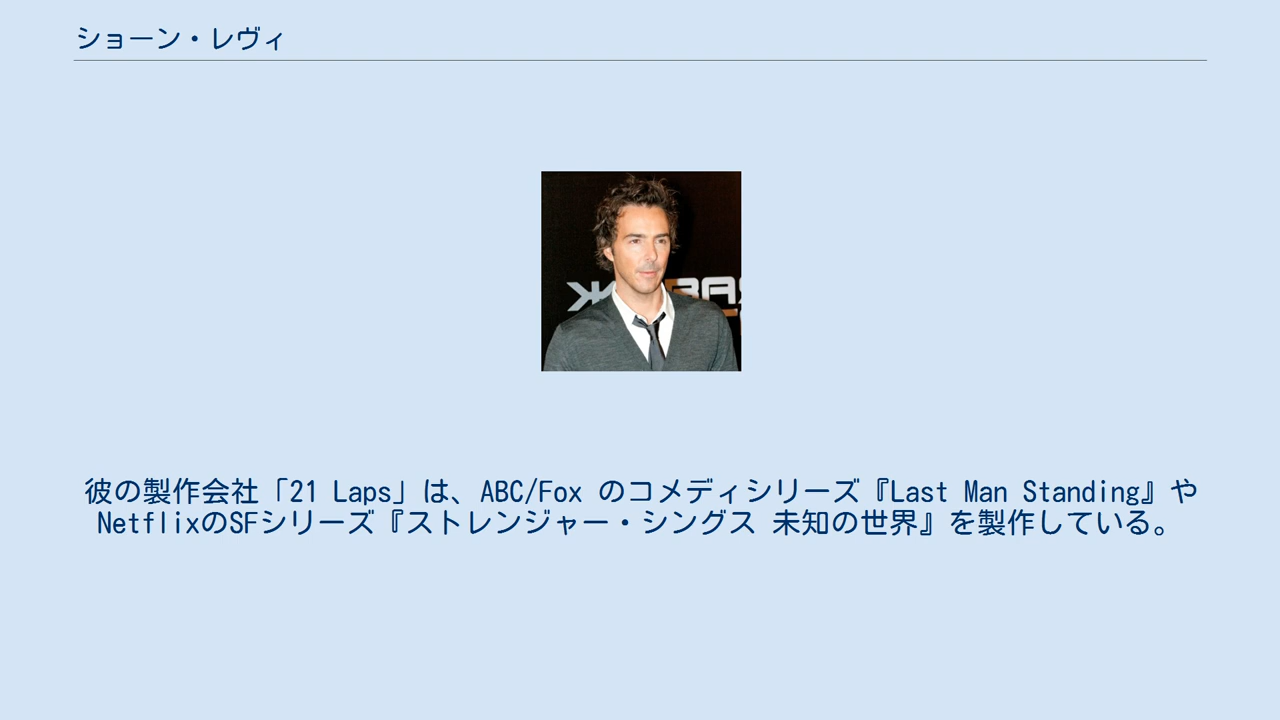 ショーン・レヴィ
彼の製作会社「21 Laps」は、ABC/Fox のコメディシリーズ『Last Man Standing』や
NetflixのSFシリーズ『ストレンジャー・シングス 未知の世界』を製作している。